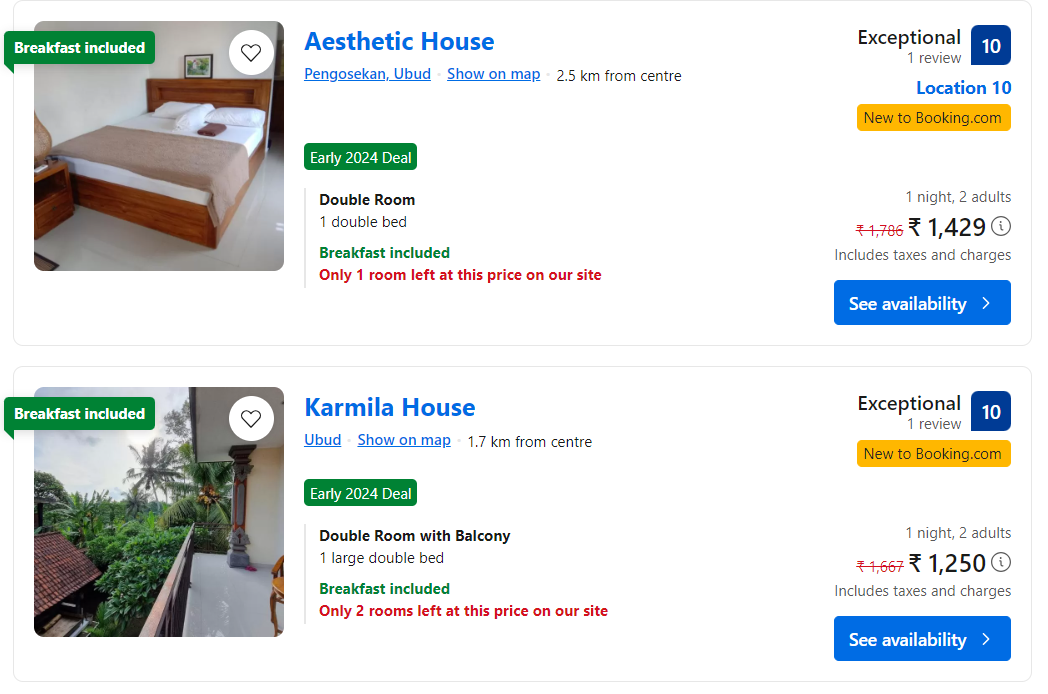 Breakfast included
Aesthetic House
Pengosekan, Ubud · Show on map · 2.5 km from centre
Exceptional 10
1 review
Location 10
New to Booking.com
Early 2024 Deal
Double Room
1 double bed
Breakfast included
Only 1 room left at this price on our site
1 night, 2 adults
₹ 1,786 ₹ 1,429
Includes taxes and charges
See availability
Breakfast included
Karmila House
Ubud · Show on map · 1.7 km from centre
Exceptional 10
1 review
New to Booking.com
Early 2024 Deal
Double Room with Balcony
1 large double bed
Breakfast included
Only 2 rooms left at this price on our site
1 night, 2 adults
₹ 1,667 ₹ 1,250
Includes taxes and charges
See availability